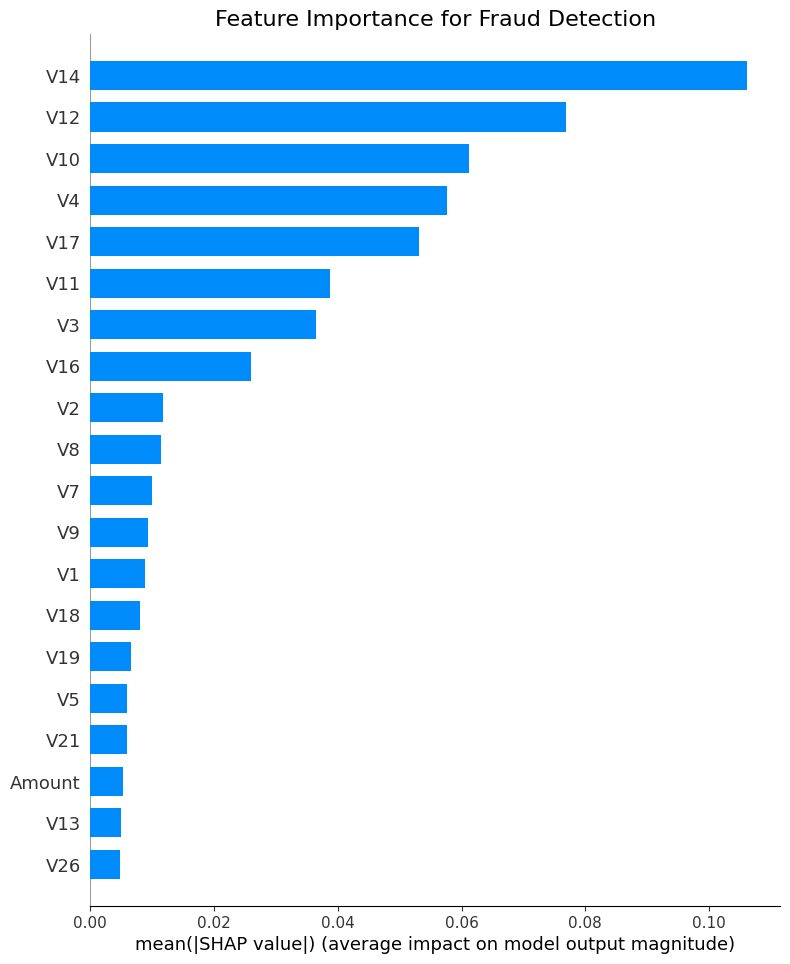 Feature Importance for Fraud Detection
V14
V12
V10
V4
V17
V11
V3
V16
V2
V8
V7
V9
V1
V18
V19
V5
V21
Amount
V13
V26
0.00 0.02 0.04 0.06 0.08 0.10
mean(|SHAP value|) (average impact on model output magnitude)